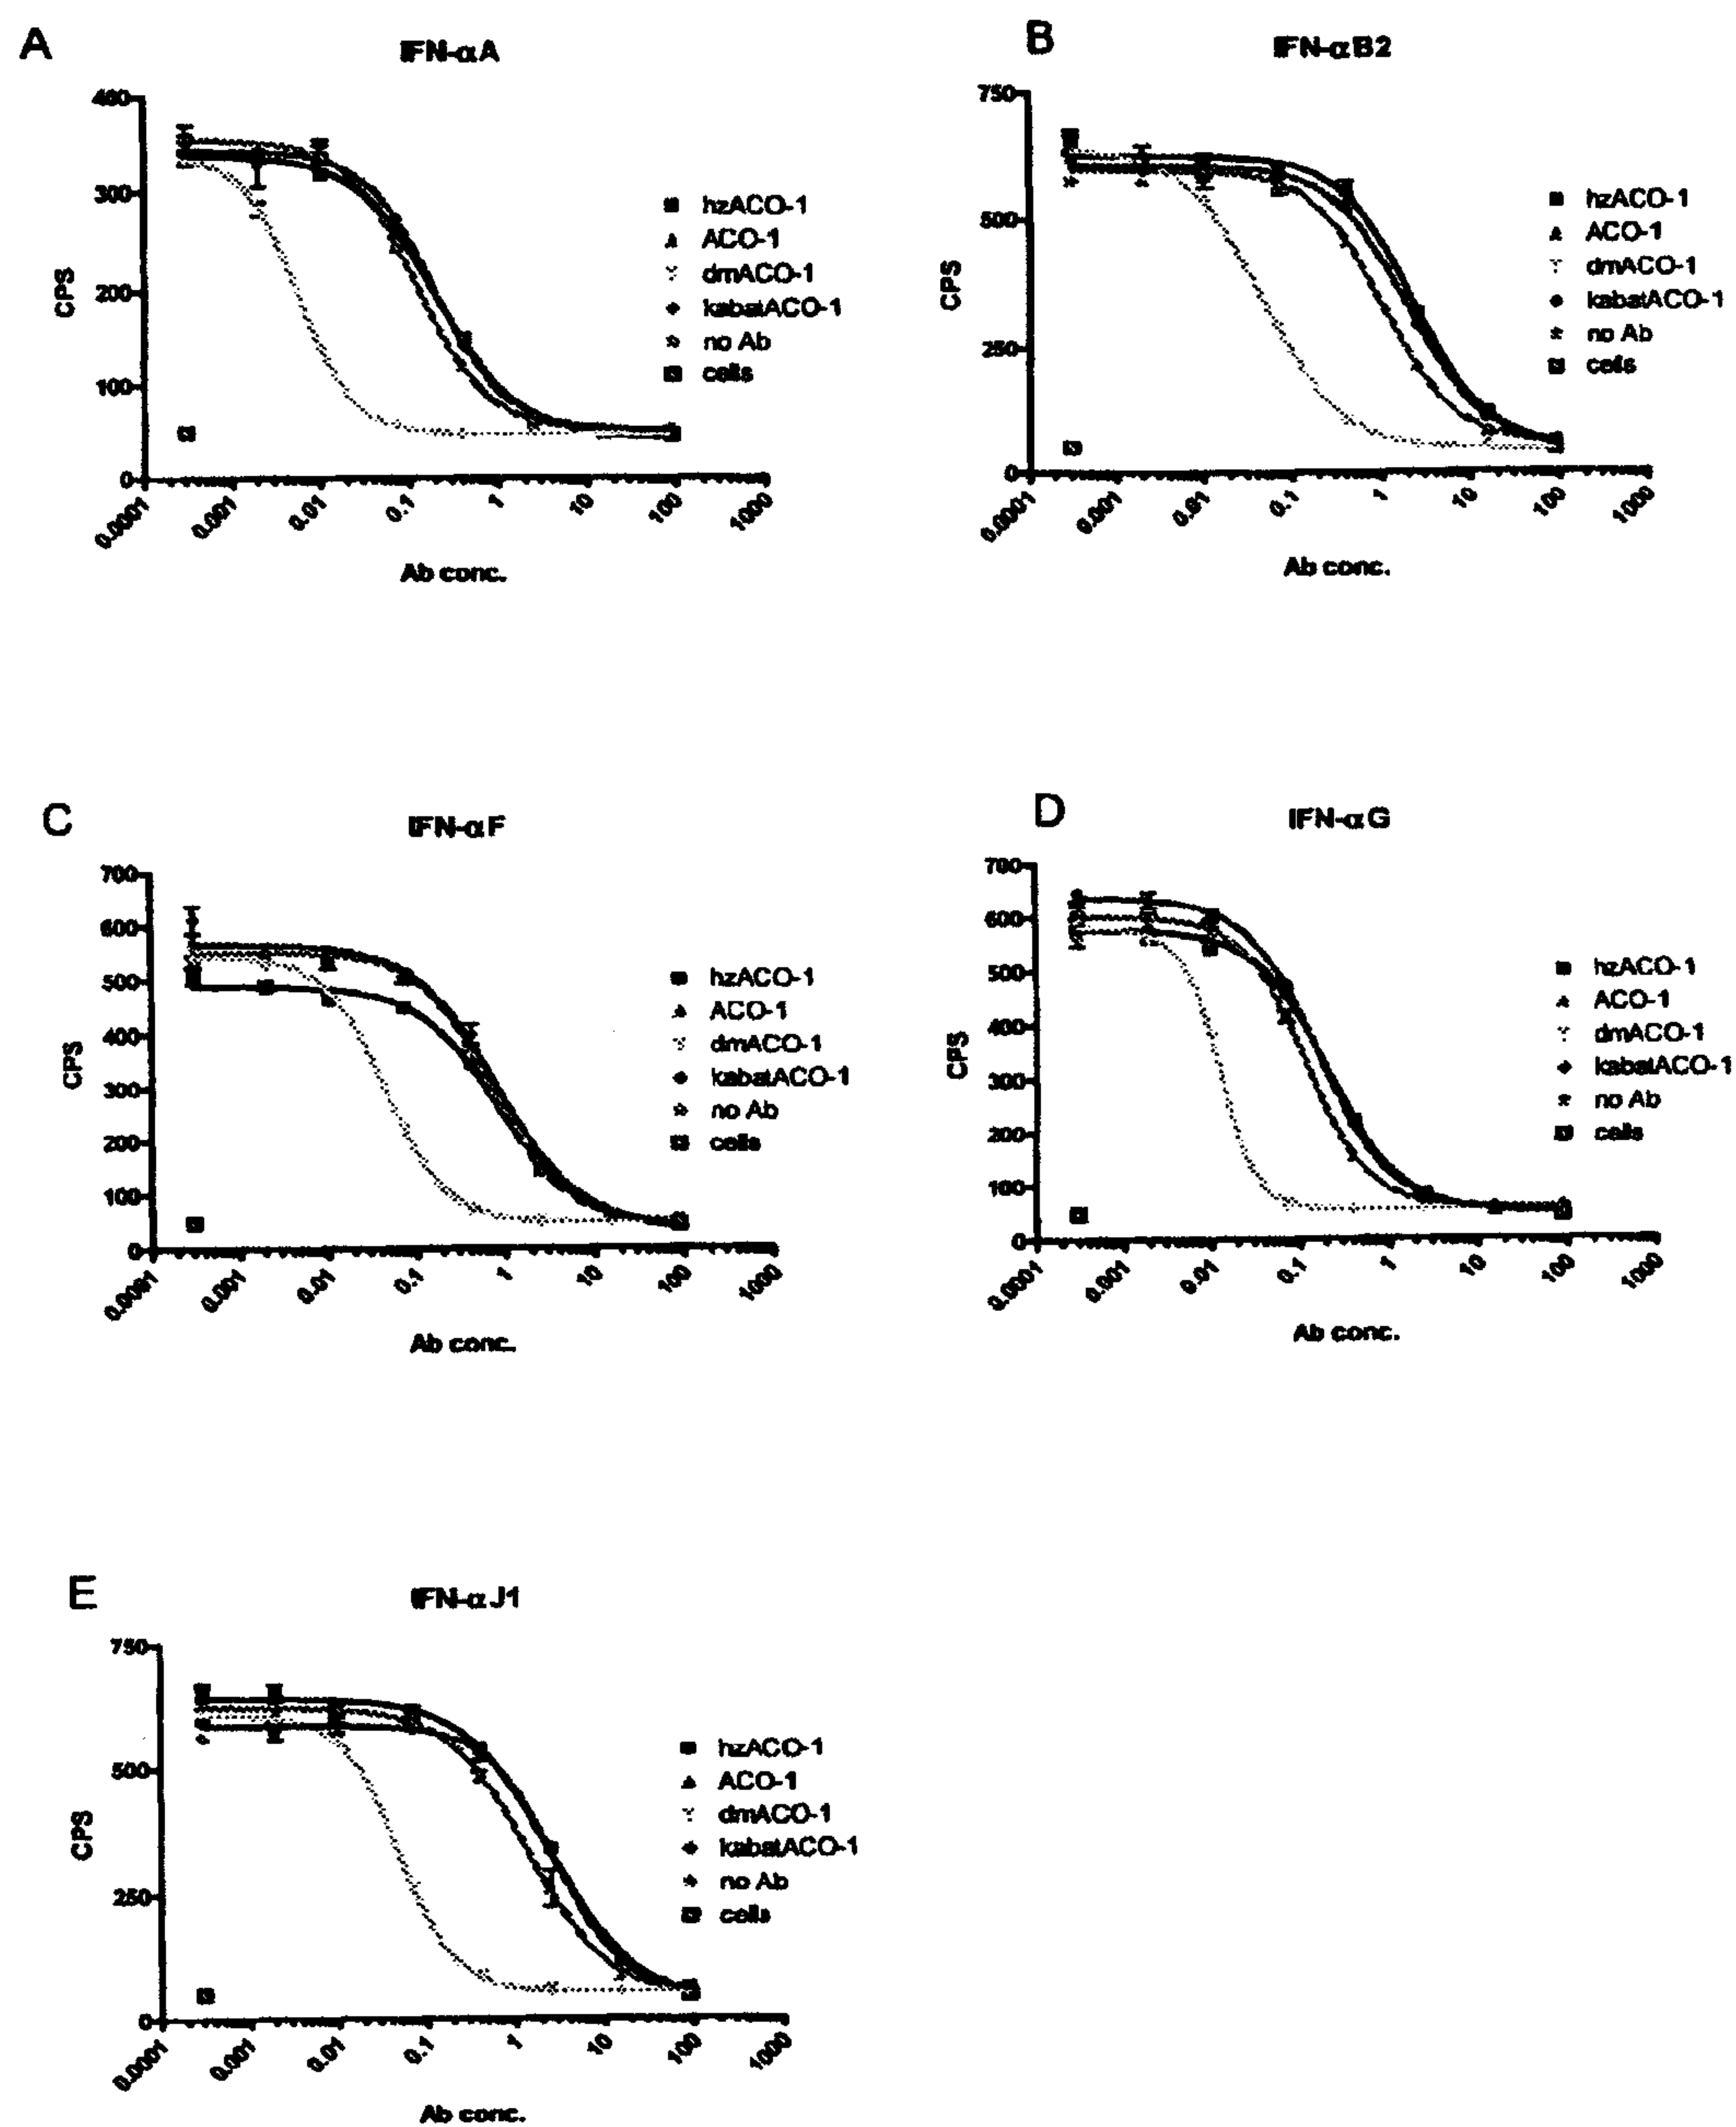 A
IFN-αA
400
300
200
100
0
CPS
0.0001 0.001 0.01 0.1 1 10 100 1000
Ab conc.
hzACO-1
ACO-1
dmACO-1
kabatACO-1
no Ab
cells
B
IFN-αB2
750
500
250
0
CPS
0.0001 0.001 0.01 0.1 1 10 100 1000
Ab conc.
hzACO-1
ACO-1
dmACO-1
kabatACO-1
no Ab
cells
C
IFN-αF
700
600
500
400
300
200
100
0
CPS
0.0001 0.001 0.01 0.1 1 10 100 1000
Ab conc.
hzACO-1
ACO-1
dmACO-1
kabatACO-1
no Ab
cells
D
IFN-αG
700
600
500
400
300
200
100
0
CPS
0.0001 0.001 0.01 0.1 1 10 100 1000
Ab conc.
hzACO-1
ACO-1
dmACO-1
kabatACO-1
no Ab
cells
E
IFN-αJ1
750
500
250
0
CPS
0.0001 0.001 0.01 0.1 1 10 100 1000
Ab conc.
hzACO-1
ACO-1
dmACO-1
kabatACO-1
no Ab
cells